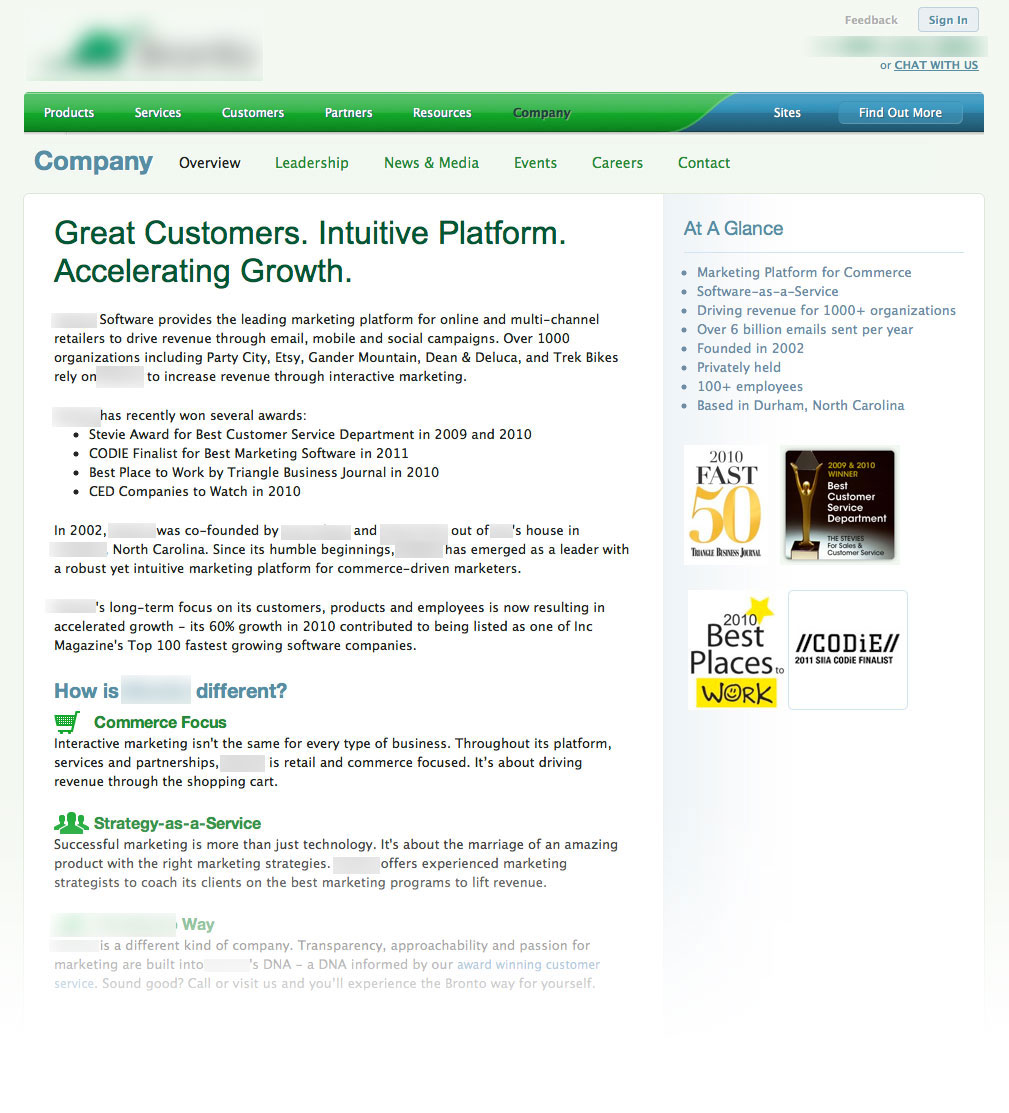 Feedback
Sign In
or CHAT WITH US
Products Services Customers Partners Resources Company Sites Find Out More
Company Overview Leadership News & Media Events Careers Contact
Great Customers. Intuitive Platform.
Accelerating Growth.
Software provides the leading marketing platform for online and multi-channel
retailers to drive revenue through email, mobile and social campaigns. Over 1000
organizations including Party City, Etsy, Gander Mountain, Dean & Deluca, and Trek Bikes
rely on to increase revenue through interactive marketing.
has recently won several awards:
• Stevie Award for Best Customer Service Department in 2009 and 2010
• CODIE Finalist for Best Marketing Software in 2011
• Best Place to Work by Triangle Business Journal in 2010
• CED Companies to Watch in 2010
In 2002, was co-founded by and out of 's house in
, North Carolina. Since its humble beginnings, has emerged as a leader with
a robust yet intuitive marketing platform for commerce-driven marketers.
's long-term focus on its customers, products and employees is now resulting in
accelerated growth - its 60% growth in 2010 contributed to being listed as one of Inc
Magazine's Top 100 fastest growing software companies.
How is different?
Commerce Focus
Interactive marketing isn't the same for every type of business. Throughout its platform,
services and partnerships, is retail and commerce focused. It's about driving
revenue through the shopping cart.
Strategy-as-a-Service
Successful marketing is more than just technology. It's about the marriage of an amazing
product with the right marketing strategies. offers experienced marketing
strategists to coach its clients on the best marketing programs to lift revenue.
Way
is a different kind of company. Transparency, approachability and passion for
marketing are built into 's DNA – a DNA informed by our award winning customer
service. Sound good? Call or visit us and you'll experience the Bronto way for yourself.
At A Glance
• Marketing Platform for Commerce
• Software-as-a-Service
• Driving revenue for 1000+ organizations
• Over 6 billion emails sent per year
• Founded in 2002
• Privately held
• 100+ employees
• Based in Durham, North Carolina
2010
FAST
50
TRIANGLE BUSINESS JOURNAL
2009 & 2010
WINNER
Best
Customer
Service
Department
THE STEVIES
For Sales &
Customer Service
2010
Best
Places to
WORK
//CODiE//
2011 SIIA CODIE FINALIST